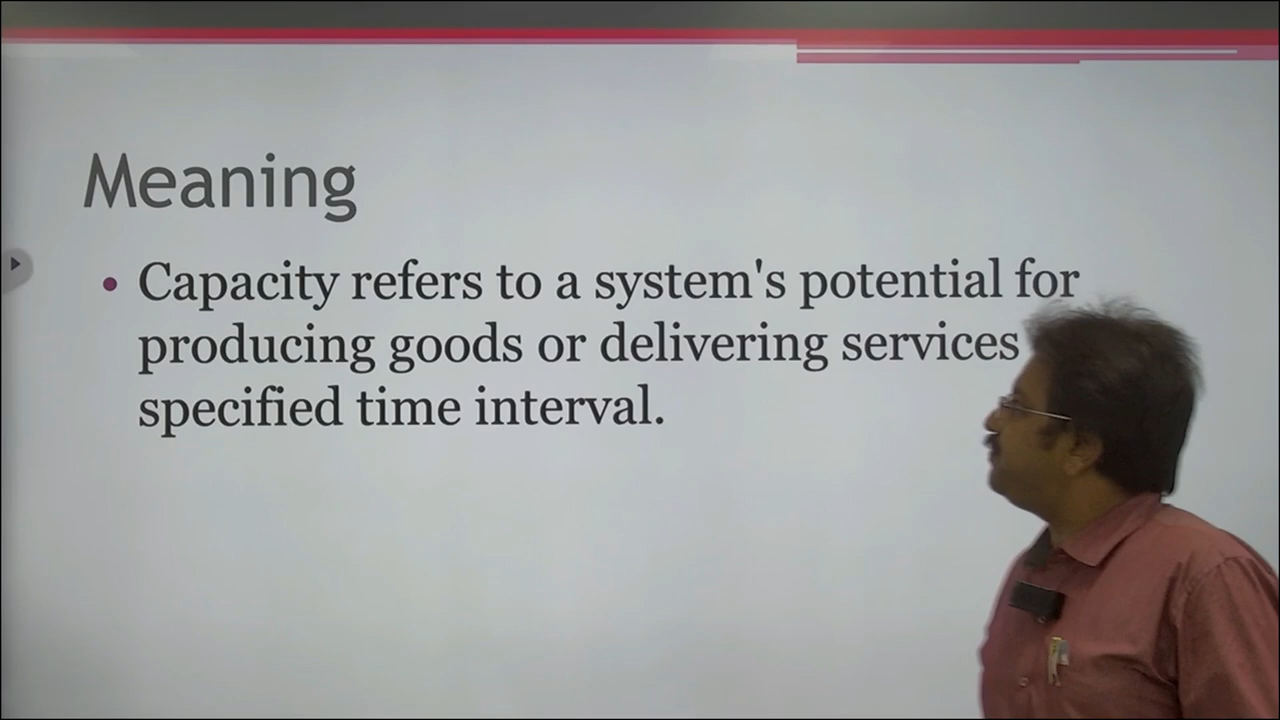 Meaning
• Capacity refers to a system's potential for
producing goods or delivering services
specified time interval.